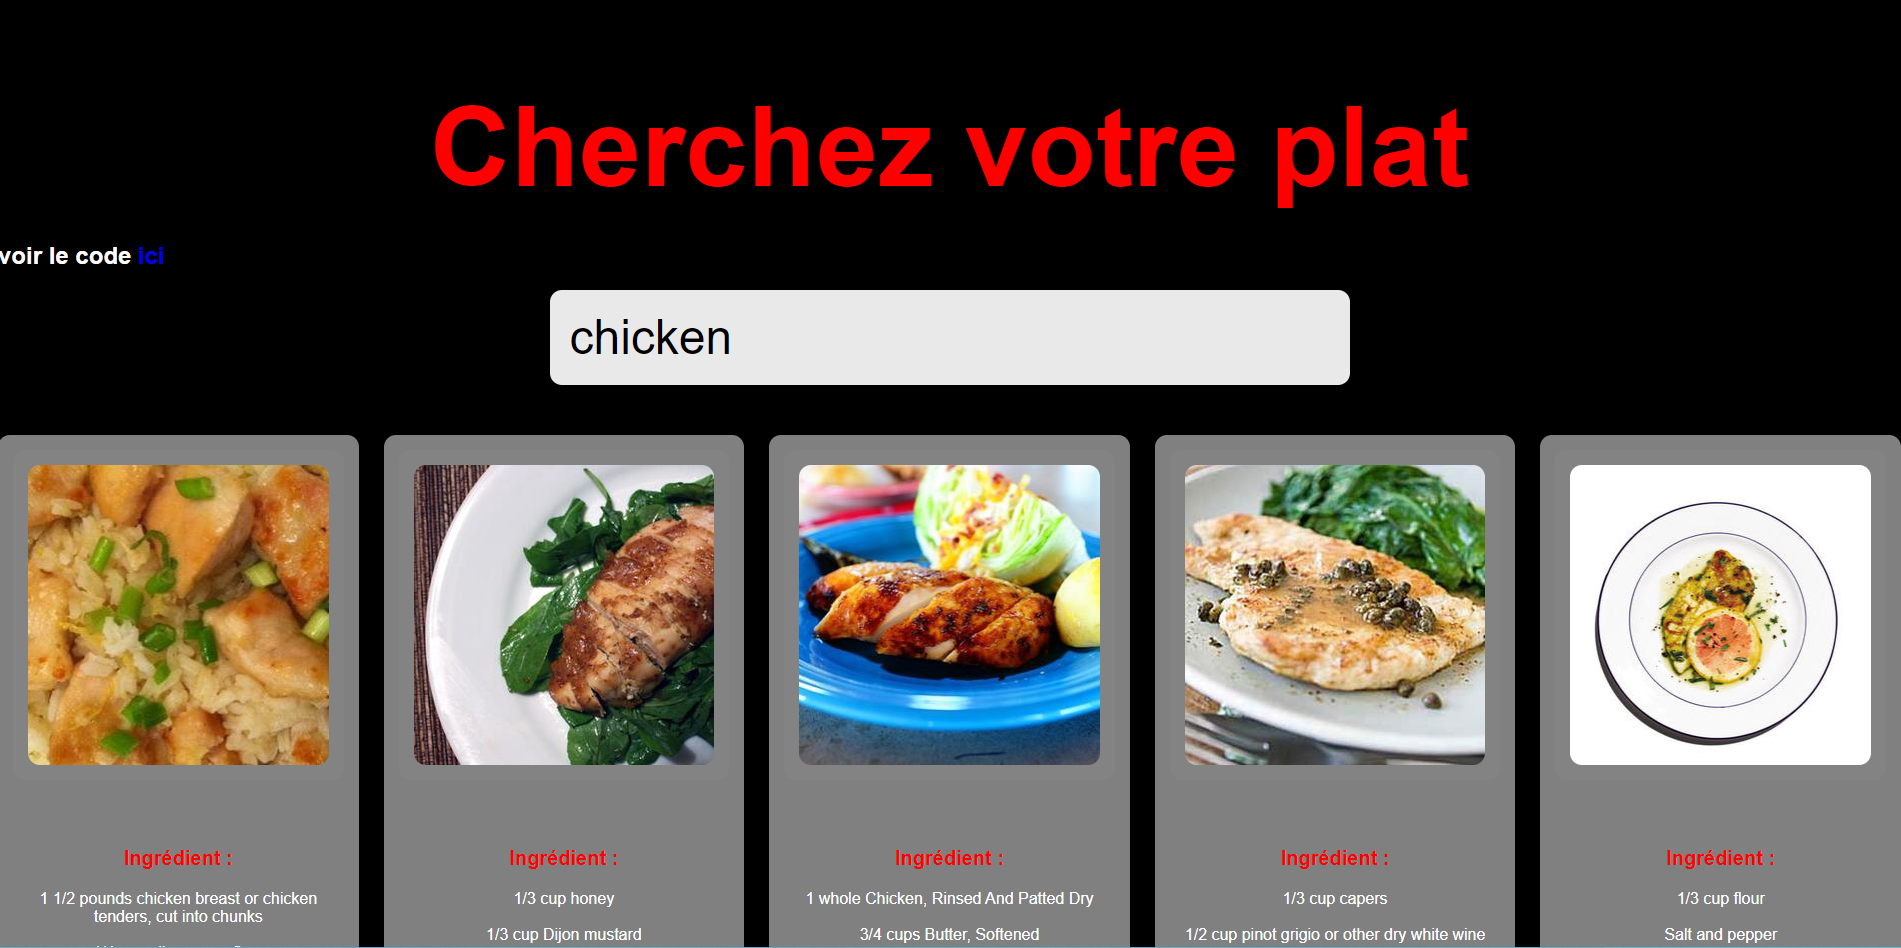 Cherchez votre plat
voir le code ici
chicken
Ingrédient :
1 1/2 pounds chicken breast or chicken
tenders, cut into chunks
Ingrédient :
1/3 cup honey
1/3 cup Dijon mustard
Ingrédient :
1 whole Chicken, Rinsed And Patted Dry
3/4 cups Butter, Softened
Ingrédient :
1/3 cup capers
1/2 cup pinot grigio or other dry white wine
Ingrédient :
1/3 cup flour
Salt and pepper